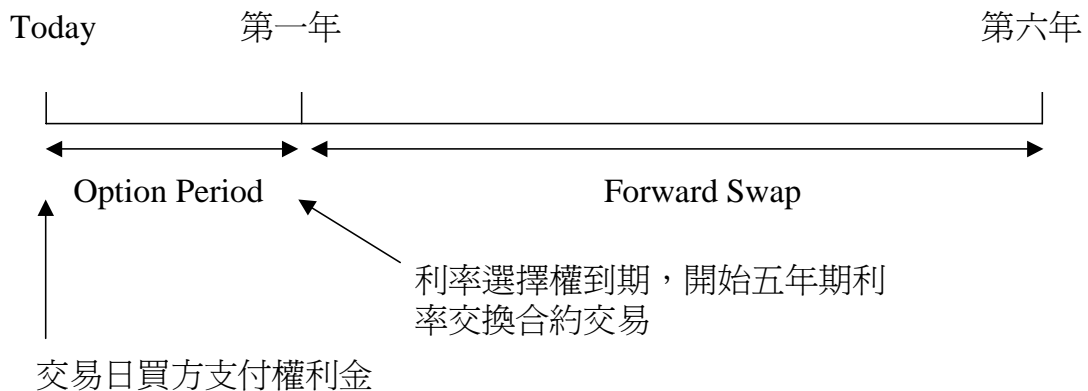 Today 第一年 第六年
Option Period Forward Swap
利率選擇權到期，開始五年期利
率交換合約交易
交易日買方支付權利金